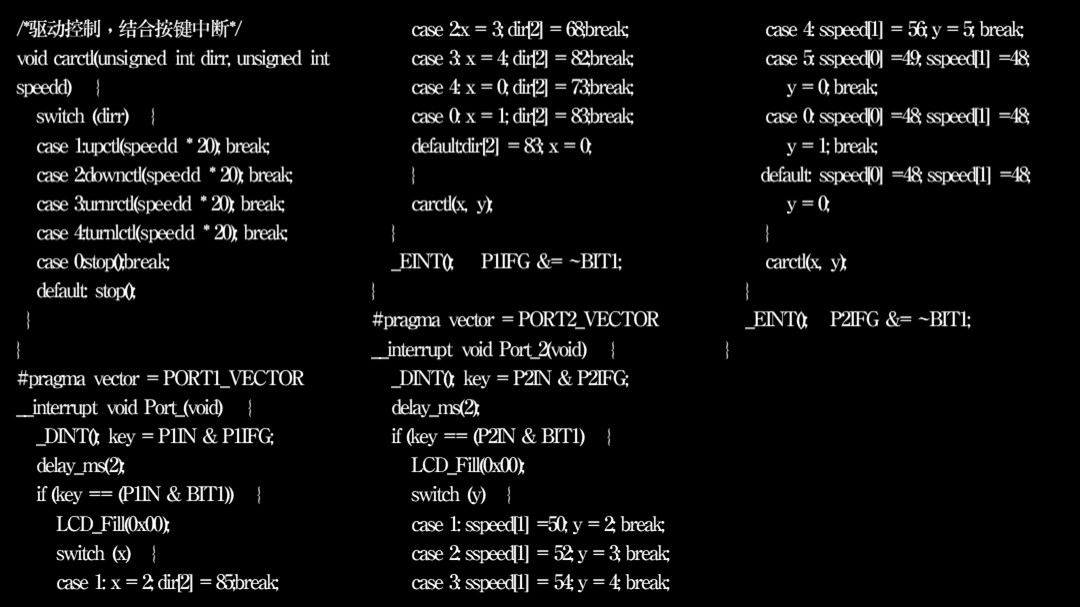 /*驱动控制，结合按键中断*/
void carctl(unsigned int dirr, unsigned int
speedd) {
switch (dirr) {
case 1:upctl(speedd * 20); break;
case 2:downctl(speedd * 20); break;
case 3:turnrctl(speedd * 20); break;
case 4:turnlctl(speedd * 20); break;
case 0:stop();break;
default: stop();
}
}
#pragma vector = PORT1_VECTOR
__interrupt void Port_(void) {
_DINT(); key = P1IN & P1IFG;
delay_ms(2);
if (key == (P1IN & BIT1)) {
LCD_Fill(0x00);
switch (x) {
case 1: x = 2; dir[2] = 85;break;
case 2:x = 3; dir[2] = 68;break;
case 3: x = 4; dir[2] = 82;break;
case 4: x = 0; dir[2] = 73;break;
case 0: x = 1; dir[2] = 83;break;
default:dir[2] = 83; x = 0;
}
carctl(x, y);
}
_EINT(); P1IFG &= ~BIT1;
}
#pragma vector = PORT2_VECTOR
__interrupt void Port_2(void) {
_DINT(); key = P2IN & P2IFG;
delay_ms(2);
if (key == (P2IN & BIT1) {
LCD_Fill(0x00);
switch (y) {
case 1: sspeed[1] =50; y = 2; break;
case 2: sspeed[1] = 52; y = 3; break;
case 3: sspeed[1] = 54; y = 4; break;
case 4: sspeed[1] = 56; y = 5; break;
case 5: sspeed[0] =49; sspeed[1] =48;
y = 0; break;
case 0: sspeed[0] =48; sspeed[1] =48;
y = 1; break;
default: sspeed[0] =48; sspeed[1] =48;
y = 0;
}
carctl(x, y);
}
_EINT(); P2IFG &= ~BIT1;
}